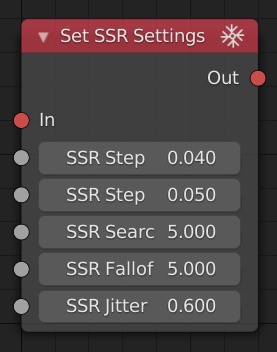 Set SSR Settings
Out
In
SSR Step 0.040
SSR Step 0.050
SSR Searc 5.000
SSR Fallof 5.000
SSR Jitter 0.600